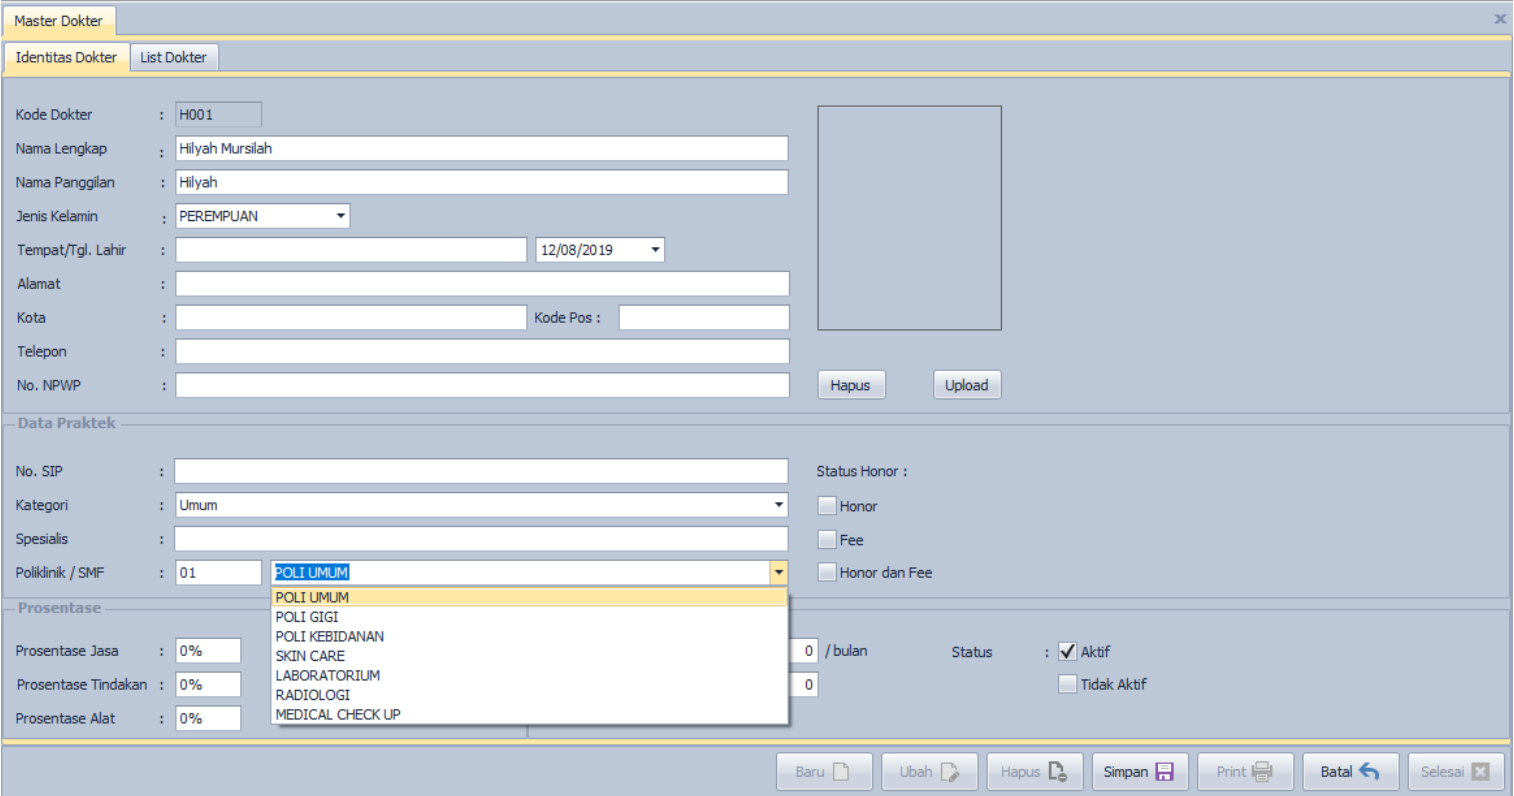 Master Dokter
Identitas Dokter List Dokter
Kode Dokter : H001
Nama Lengkap : Hilyah Mursilah
Nama Panggilan : Hilyah
Jenis Kelamin : PEREMPUAN
Tempat/Tgl. Lahir : 12/08/2019
Alamat :
Kota : Kode Pos :
Telepon :
No. NPWP :
Hapus Upload
Data Praktek
No. SIP : Status Honor :
Kategori : Umum Honor
Spesialis : Fee
Poliklinik / SMF : 01 POLI UMUM Honor dan Fee
POLI UMUM
POLI GIGI
POLI KEBIDANAN
SKIN CARE
LABORATORIUM
RADIOLOGI
MEDICAL CHECK UP
Prosentase
Prosentase Jasa : 0% 0 / bulan Status : Aktif
Prosentase Tindakan : 0% 0 Tidak Aktif
Prosentase Alat : 0%
Baru Ubah Hapus Simpan Print Batal Selesai